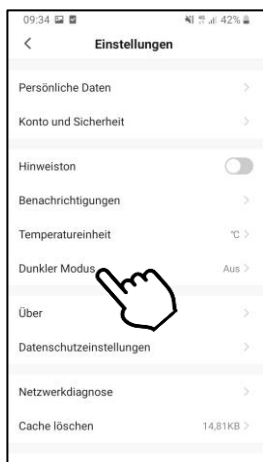 09:34 42%
Einstellungen
Persönliche Daten
Konto und Sicherheit
Hinweiston
Benachrichtigungen
Temperatureinheit °C
Dunkler Modus Aus
Über
Datenschutzeinstellungen
Netzwerkdiagnose
Cache löschen 14,81KB